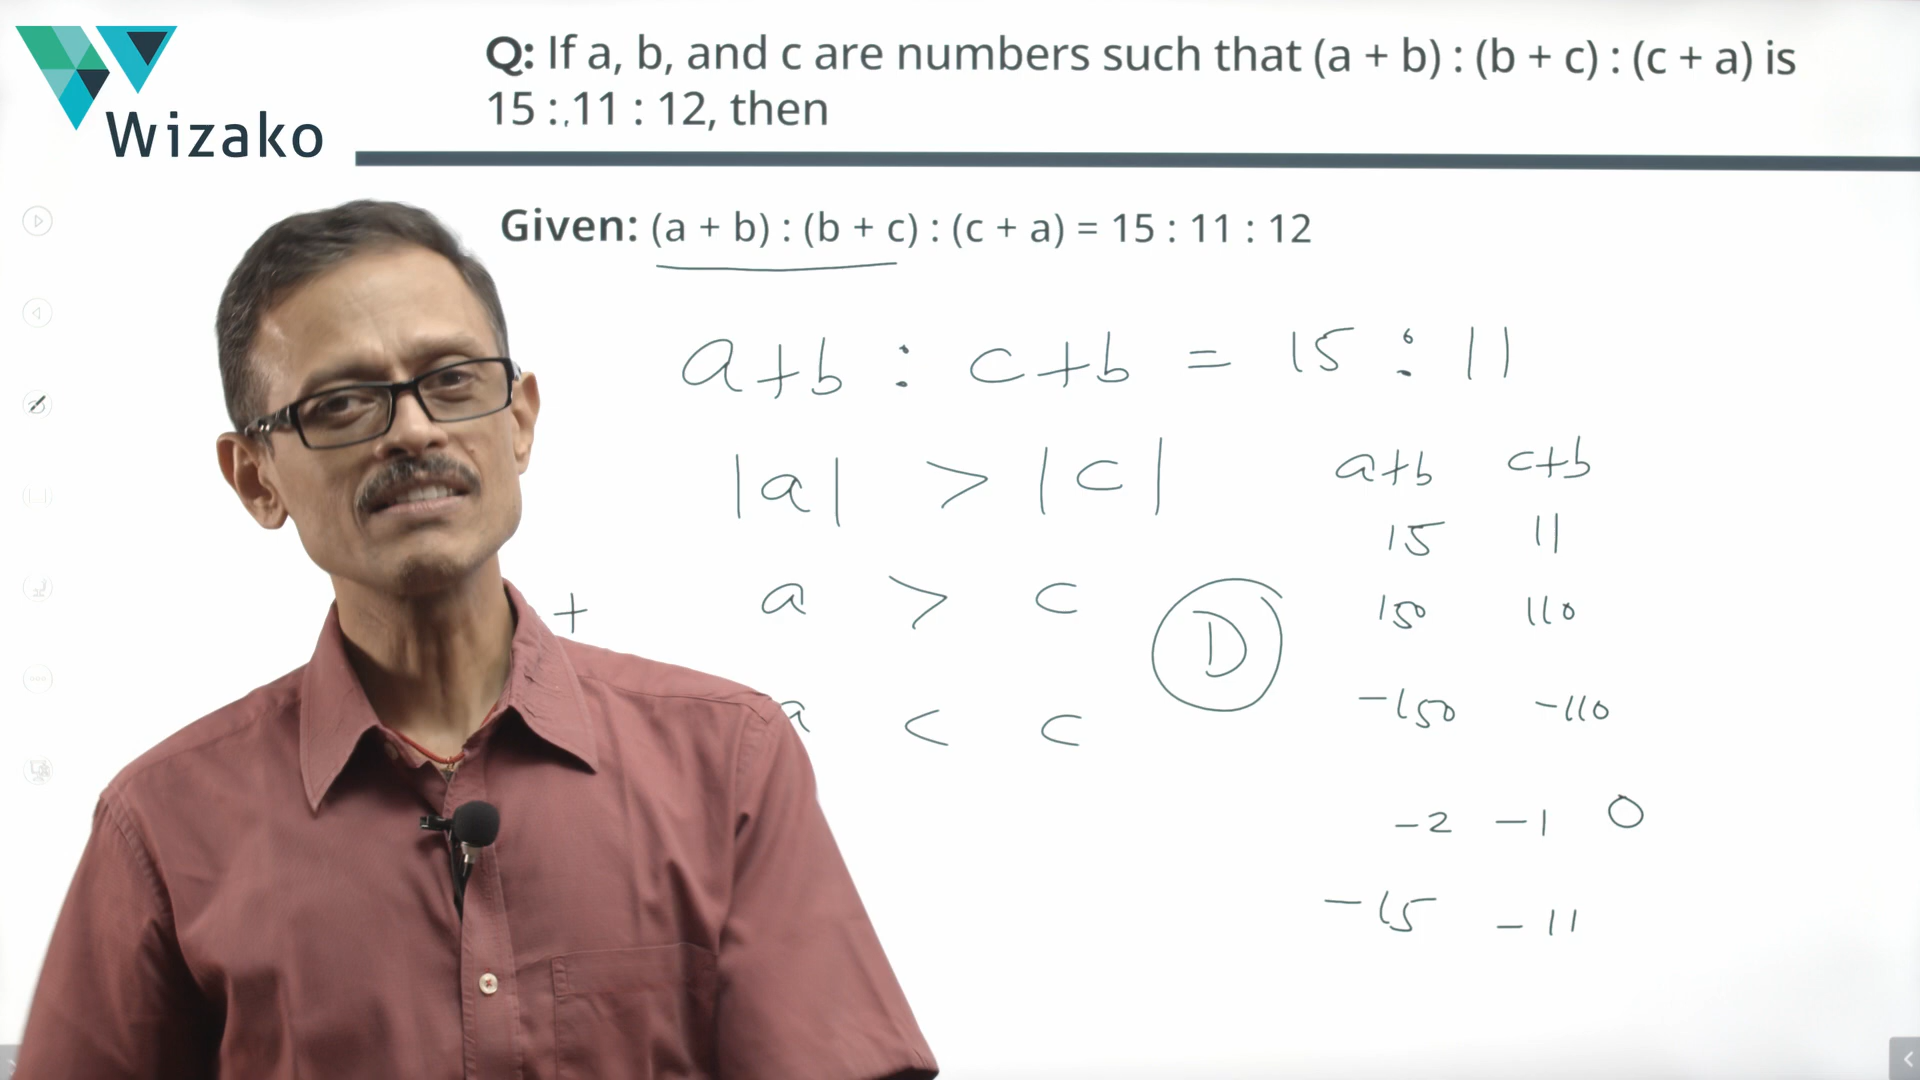 Wizako
Q: If a, b, and c are numbers such that (a + b) : (b + c) : (c + a) is
15 : 11 : 12, then
Given: (a + b) : (b + c) : (c + a) = 15 : 11 : 12
a+b : c+b = 15 : 11
|a| > |c|
a+b c+b
15 11
+ a > c
D
150 110
a < c
-150 -110
-2 -1 0
-15 -11